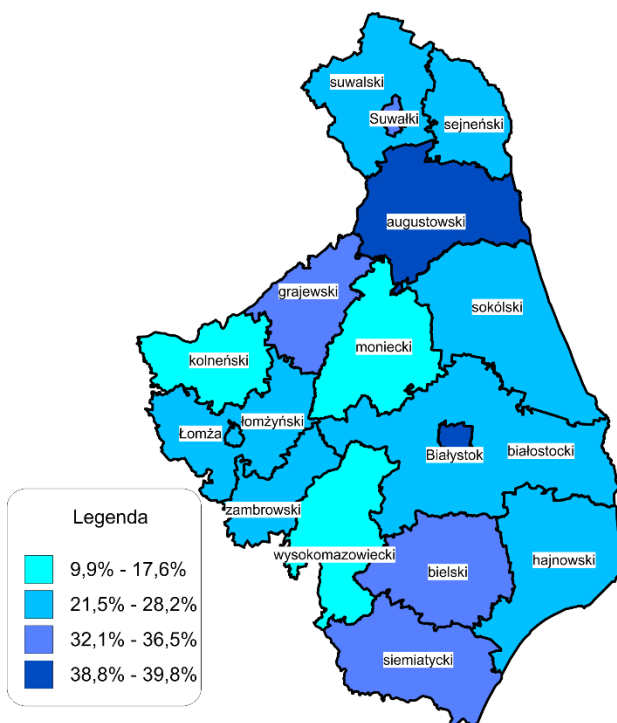 suwalski
Suwałki
sejneński
augustowski
grajewski
sokólski
moniecki
kolneński
łomżyński
Łomża
Białystok
białostocki
zambrowski
wysokomazowiecki
hajnowski
bielski
siemiatycki
Legenda
9,9% - 17,6%
21,5% - 28,2%
32,1% - 36,5%
38,8% - 39,8%